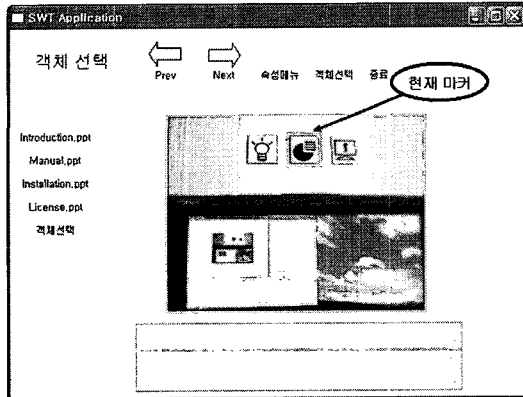 SWT Application
객체 선택
Prev
Next
속성메뉴
객체선택
종료
현재 마커
Introduction.ppt
Manual.ppt
Installation.ppt
License.ppt
객체선택